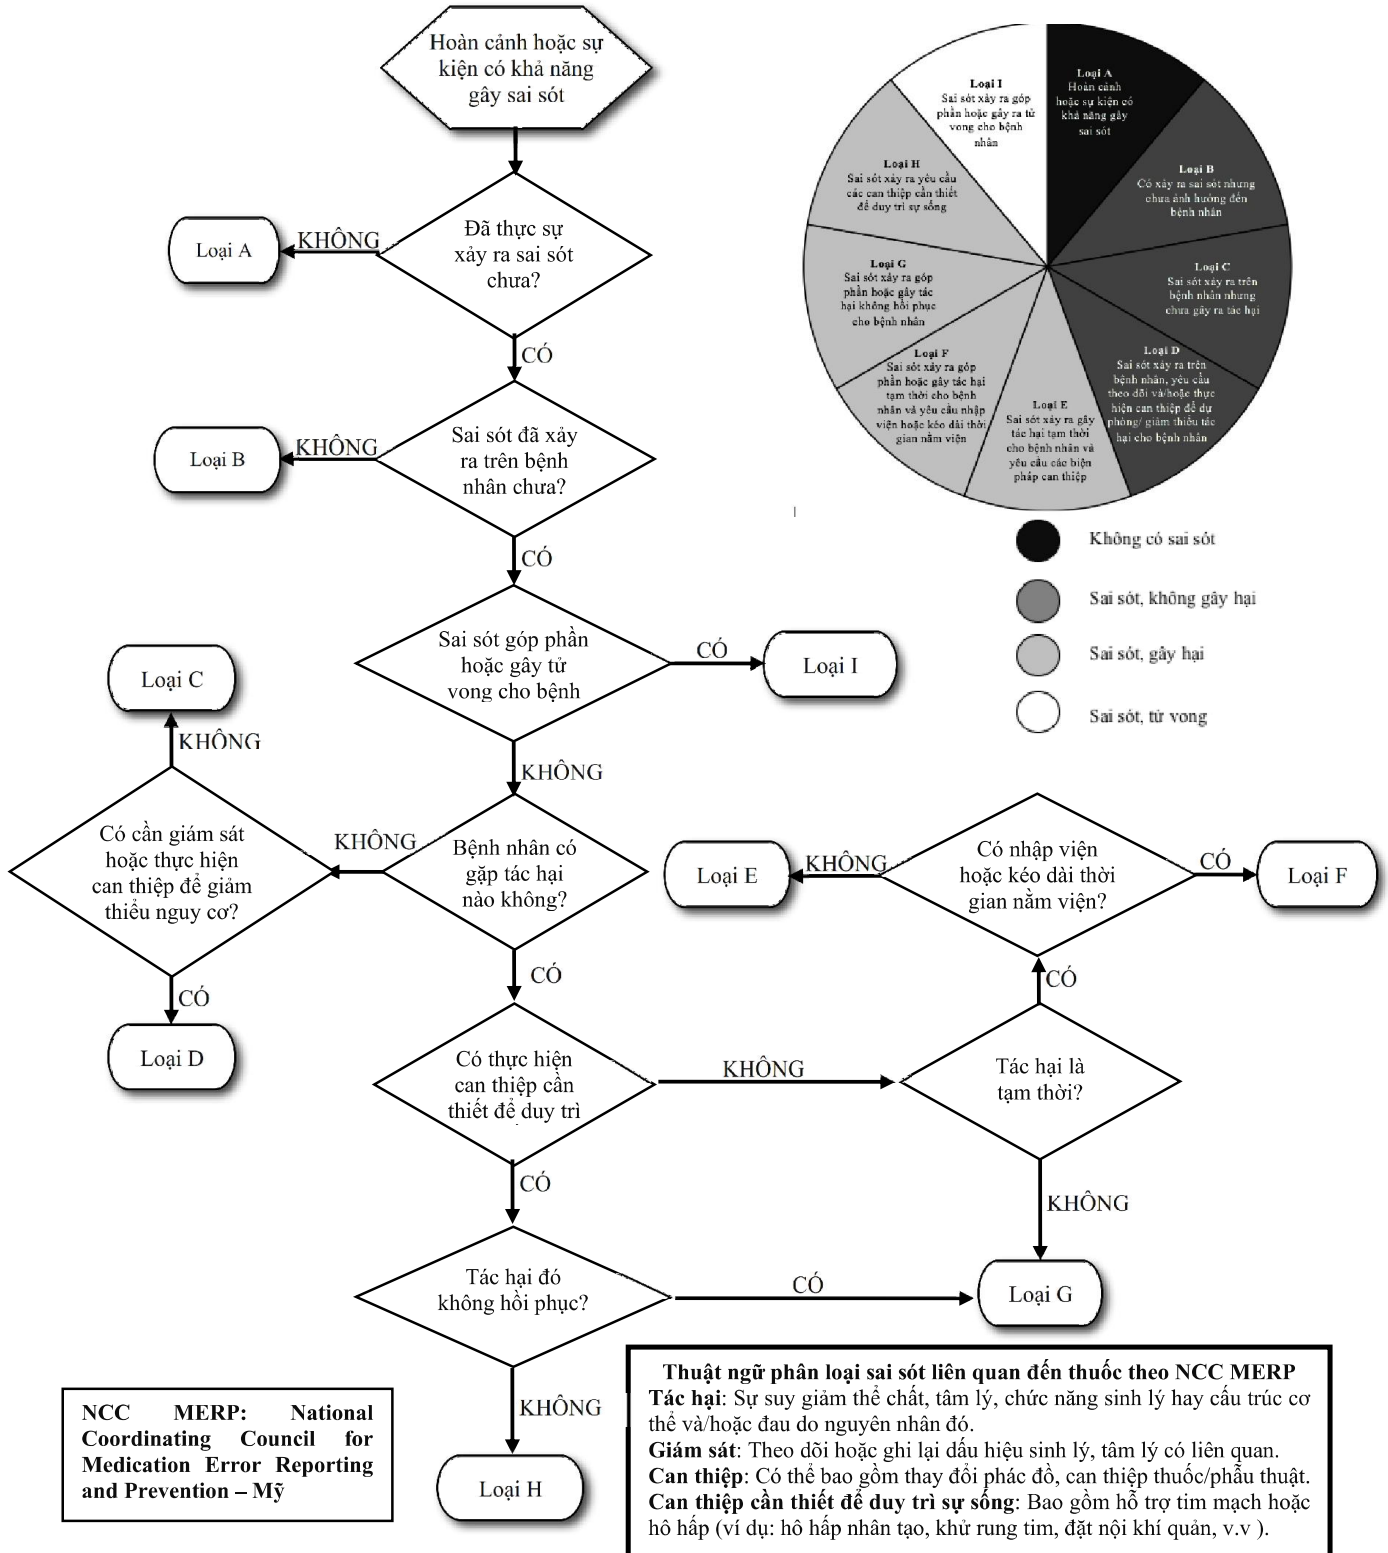 Hoàn cảnh hoặc sự
kiện có khả năng
gây sai sót
Đã thực sự
xảy ra sai sót
chưa?
KHÔNG
Loại A
CÓ
Sai sót đã xảy
ra trên bệnh
nhân chưa?
KHÔNG
Loại B
CÓ
Sai sót góp phần
hoặc gây tử
vong cho bệnh
CÓ
Loại I
KHÔNG
Bệnh nhân có
gặp tác hại
nào không?
KHÔNG
Có cần giám sát
hoặc thực hiện
can thiệp để giảm
thiểu nguy cơ?
KHÔNG
Loại C
CÓ
Loại D
CÓ
Có thực hiện
can thiệp cần
thiết để duy trì
KHÔNG
Tác hại là
tạm thời?
CÓ
Có nhập viện
hoặc kéo dài thời
gian nằm viện?
KHÔNG
Loại E
CÓ
Loại F
KHÔNG
Loại G
CÓ
Tác hại đó
không hồi phục?
CÓ
KHÔNG
Loại H
Loại A
Hoàn cảnh
hoặc sự kiện có
khả năng gây
sai sót
Loại B
Có xảy ra sai sót nhưng
chưa ảnh hưởng đến
bệnh nhân
Loại C
Sai sót xảy ra trên
bệnh nhân nhưng
chưa gây ra tác hại
Loại D
Sai sót xảy ra trên
bệnh nhân, yêu cầu
theo dõi và/hoặc thực
hiện can thiệp để dự
phòng/ giảm thiểu tác
hại cho bệnh nhân
Loại E
Sai sót xảy ra gây
tác hại tạm thời
cho bệnh nhân và
yêu cầu các biện
pháp can thiệp
Loại F
Sai sót xảy ra góp
phần hoặc gây tác hại
tạm thời cho bệnh
nhân và yêu cầu nhập
viện hoặc kéo dài thời
gian nằm viện
Loại G
Sai sót xảy ra góp
phần hoặc gây tác
hại không hồi phục
cho bệnh nhân
Loại H
Sai sót xảy ra yêu cầu
các can thiệp cần thiết
để duy trì sự sống
Loại I
Sai sót xảy ra góp
phần hoặc gây ra tử
vong cho bệnh
nhân
Không có sai sót
Sai sót, không gây hại
Sai sót, gây hại
Sai sót, tử vong
NCC MERP: National
Coordinating Council for
Medication Error Reporting
and Prevention – Mỹ
Thuật ngữ phân loại sai sót liên quan đến thuốc theo NCC MERP
Tác hại: Sự suy giảm thể chất, tâm lý, chức năng sinh lý hay cấu trúc cơ
thể và/hoặc đau do nguyên nhân đó.
Giám sát: Theo dõi hoặc ghi lại dấu hiệu sinh lý, tâm lý có liên quan.
Can thiệp: Có thể bao gồm thay đổi phác đồ, can thiệp thuốc/phẫu thuật.
Can thiệp cần thiết để duy trì sự sống: Bao gồm hỗ trợ tim mạch hoặc
hô hấp (ví dụ: hô hấp nhân tạo, khử rung tim, đặt nội khí quản, v.v ).